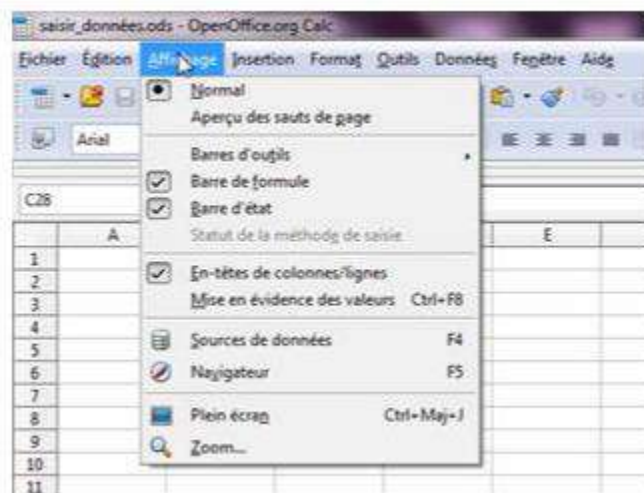 saisir_données.ods - OpenOffice.org Calc
Eichier Édition Affichage Insertion Format Outils Données Fenêtre Aide
Normal
Aperçu des sauts de page
Arial
Barres d'outils
Barre de formule
C28
Barre d'état
Statut de la méthode de saisie
A E
1
En-têtes de colonnes/lignes
2
Mise en évidence des valeurs Ctrl+F8
3
4
Sources de données F4
5
6
Navigateur F5
7
8
Plein écran Ctrl+Maj+J
9
Zoom...
10
11